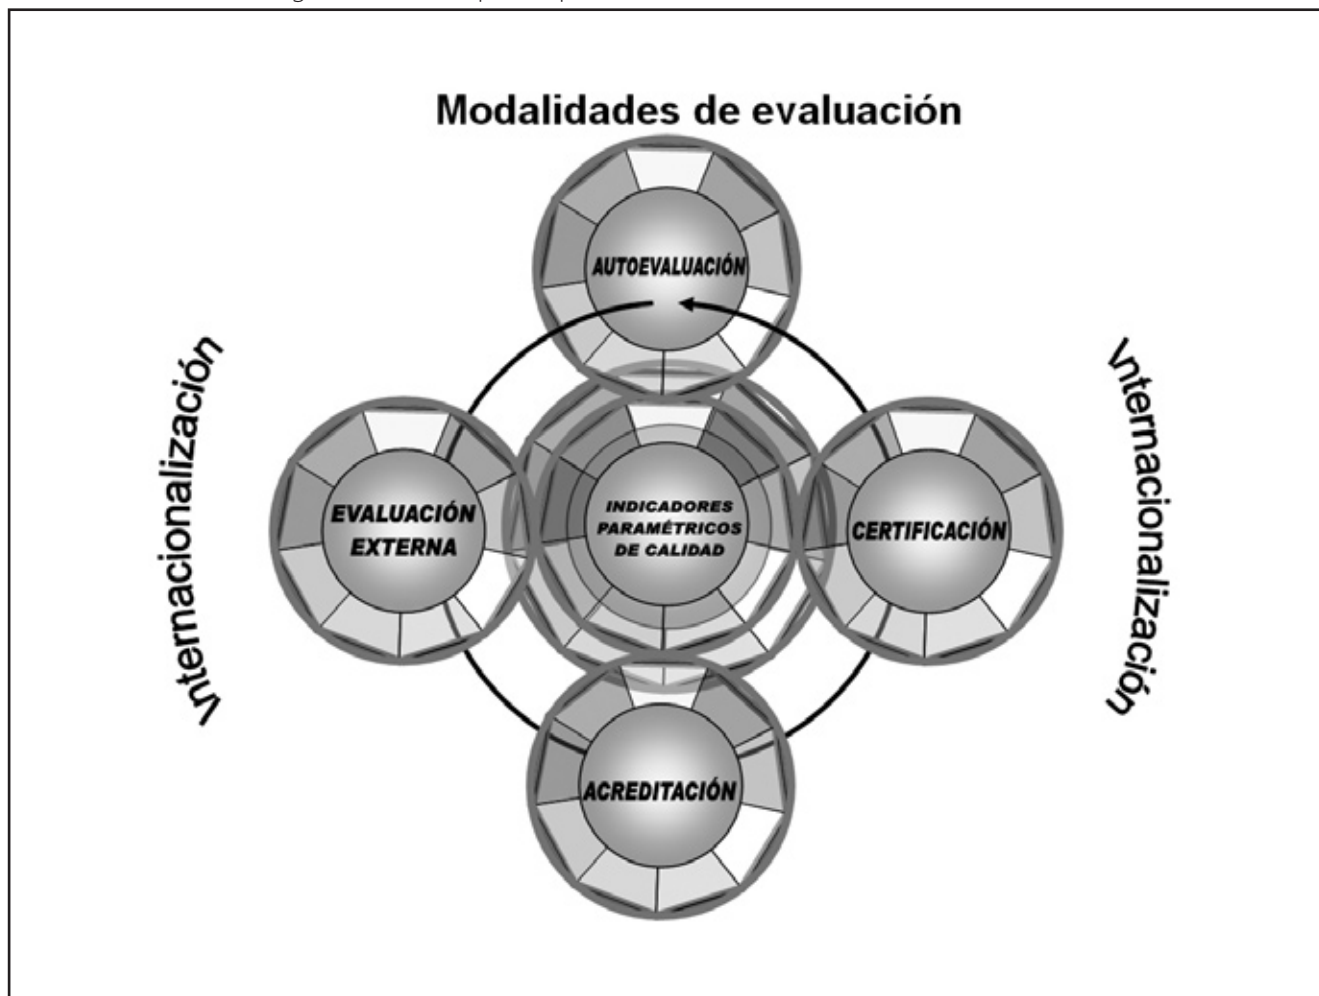 Modalidades de evaluación
AUTOEVALUACIÓN
Internacionalización
Internacionalización
EVALUACIÓN
EXTERNA
INDICADORES
PARAMÉTRICOS
DE CALIDAD
CERTIFICACIÓN
ACREDITACIÓN